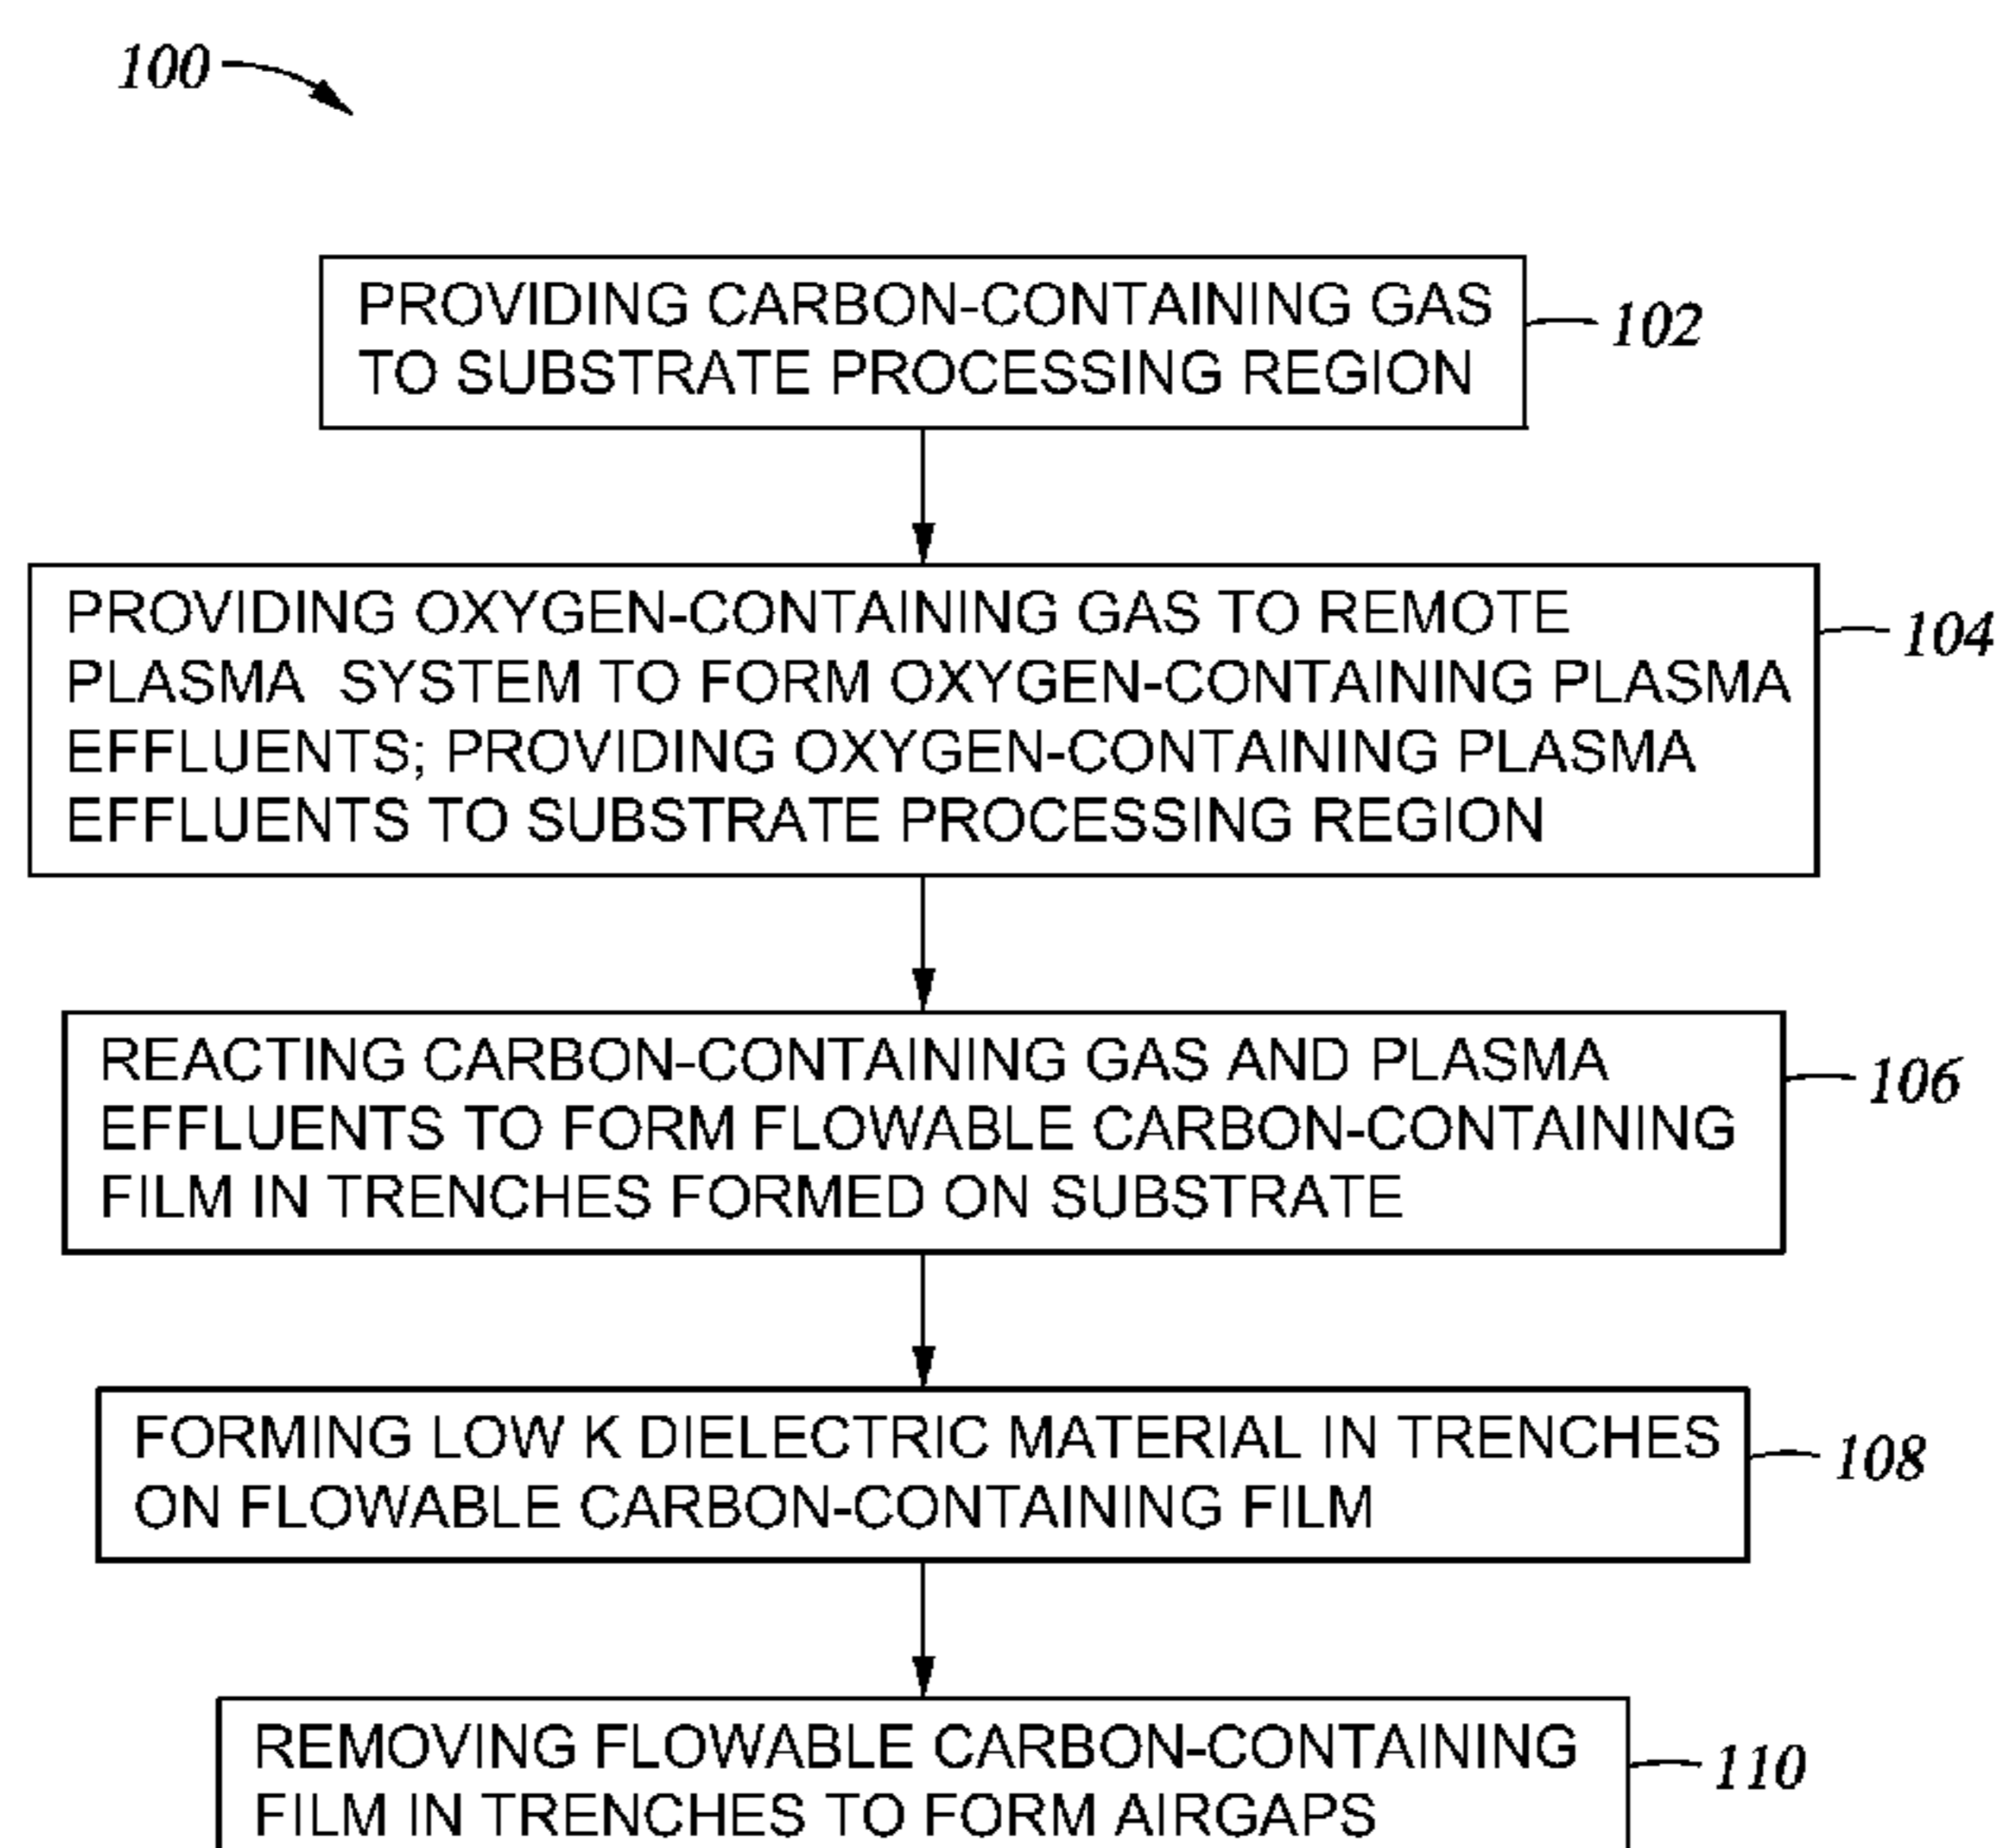 100
PROVIDING CARBON-CONTAINING GAS
TO SUBSTRATE PROCESSING REGION
102
PROVIDING OXYGEN-CONTAINING GAS TO REMOTE
PLASMA SYSTEM TO FORM OXYGEN-CONTAINING PLASMA
EFFLUENTS; PROVIDING OXYGEN-CONTAINING PLASMA
EFFLUENTS TO SUBSTRATE PROCESSING REGION
104
REACTING CARBON-CONTAINING GAS AND PLASMA
EFFLUENTS TO FORM FLOWABLE CARBON-CONTAINING
FILM IN TRENCHES FORMED ON SUBSTRATE
106
FORMING LOW K DIELECTRIC MATERIAL IN TRENCHES
ON FLOWABLE CARBON-CONTAINING FILM
108
REMOVING FLOWABLE CARBON-CONTAINING
FILM IN TRENCHES TO FORM AIRGAPS
110